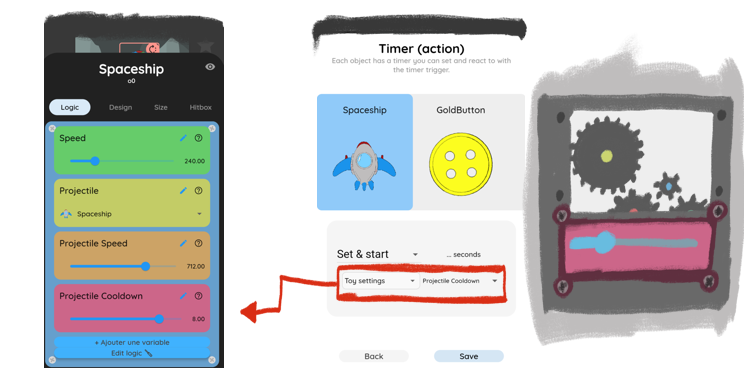 Spaceship
a0
Logic Design Size Hitbox
Speed
240.00
Projectile
Spaceship
Projectile Speed
712.00
Projectile Cooldown
8.00
+ Ajouter une variable
Edit logic
Timer (action)
Each object has a timer you can set and react to with
the timer trigger.
Spaceship GoldButton
Set & start ... seconds
Toy settings Projectile Cooldown
Back Save